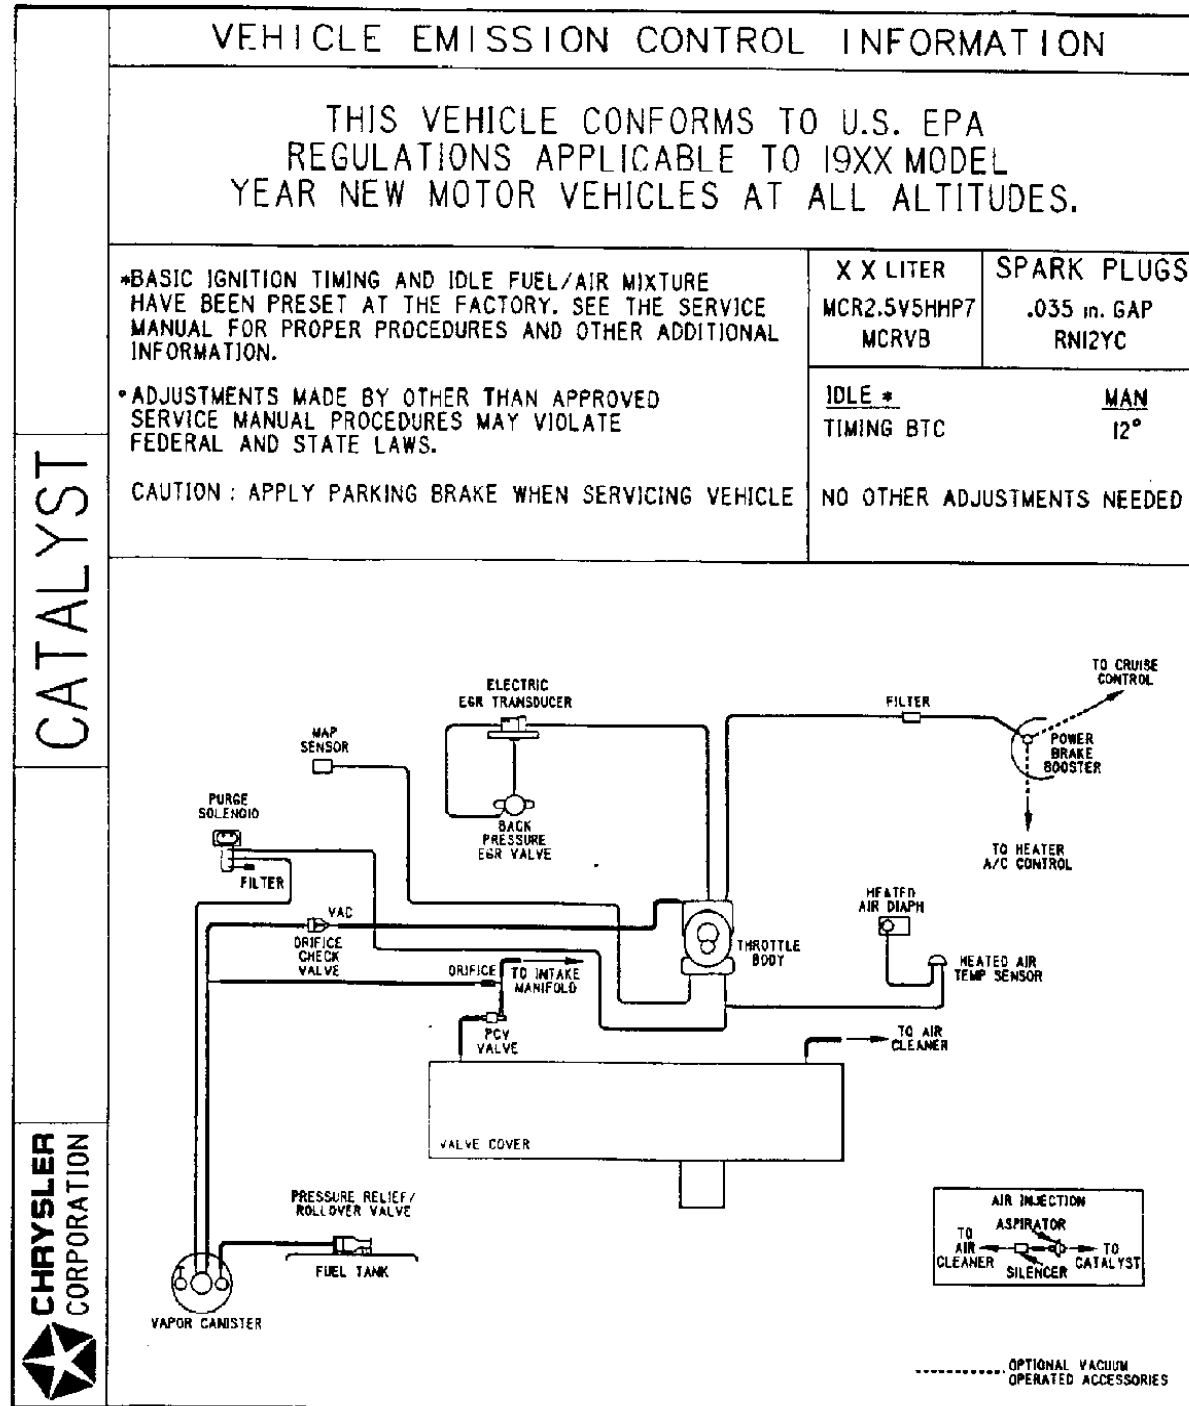 VEHICLE EMISSION CONTROL INFORMATION
THIS VEHICLE CONFORMS TO U.S. EPA
REGULATIONS APPLICABLE TO 19XX MODEL
YEAR NEW MOTOR VEHICLES AT ALL ALTITUDES.
*BASIC IGNITION TIMING AND IDLE FUEL/AIR MIXTURE
HAVE BEEN PRESET AT THE FACTORY. SEE THE SERVICE
MANUAL FOR PROPER PROCEDURES AND OTHER ADDITIONAL
INFORMATION.
•ADJUSTMENTS MADE BY OTHER THAN APPROVED
SERVICE MANUAL PROCEDURES MAY VIOLATE
FEDERAL AND STATE LAWS.
CAUTION : APPLY PARKING BRAKE WHEN SERVICING VEHICLE
X X LITER
MCR2.5V5HHP7
MCRVB
SPARK PLUGS
.035 in. GAP
RN12YC
IDLE * MAN
TIMING BTC 12°
NO OTHER ADJUSTMENTS NEEDED
CATALYST
CHRYSLER
CORPORATION
TO CRUISE
CONTROL
ELECTRIC
EGR TRANSDUCER
FILTER
MAP
SENSOR
POWER
BRAKE
BOOSTER
PURGE
SOLENOID
BACK
PRESSURE
EGR VALVE
TO HEATER
A/C CONTROL
FILTER
HEATED
AIR DIAPH
VAC
ORIFICE
CHECK
VALVE
THROTTLE
BODY
ORIFICE
TO INTAKE
MANIFOLD
HEATED AIR
TEMP SENSOR
PCV
VALVE
TO AIR
CLEANER
VALVE COVER
PRESSURE RELIEF/
ROLLOVER VALVE
FUEL TANK
VAPOR CANISTER
AIR INJECTION
ASPIRATOR
TO
AIR
CLEANER
SILENCER
TO
CATALYST
OPTIONAL VACUUM
OPERATED ACCESSORIES